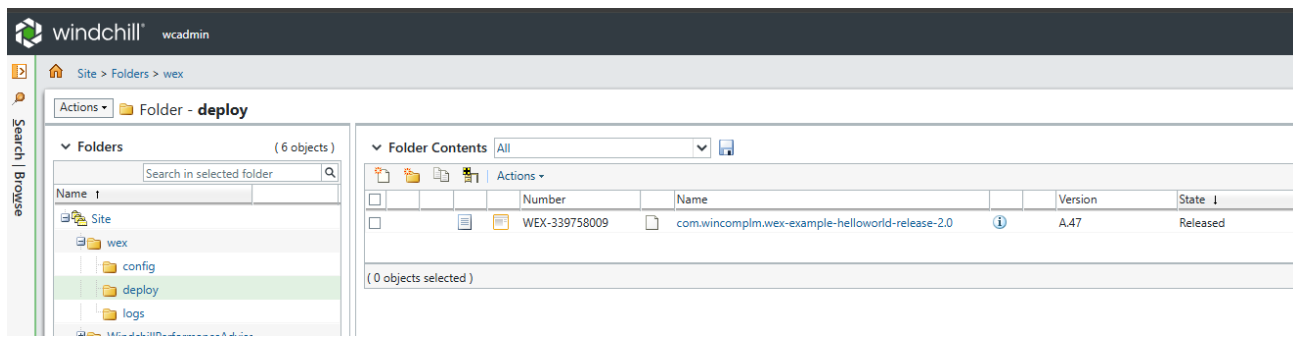 windchill® wcadmin
Site > Folders > wex
Search | Browse
Actions Folder - deploy
Folders ( 6 objects )
Search in selected folder
Name
Site
wex
config
deploy
logs
WindchillPerformanceAdvisor
Folder Contents All
Actions
Number Name Version State
WEX-339758009 com.wincomplm.wex-example-helloworld-release-2.0 A.47 Released
( 0 objects selected )